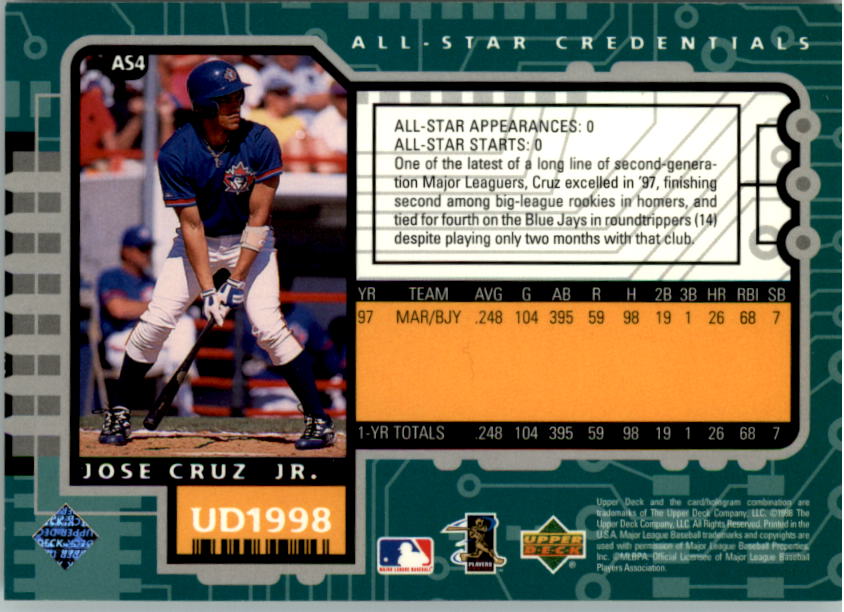 ALL-STAR CREDENTIALS
AS4
ALL-STAR APPEARANCES: 0
ALL-STAR STARTS: 0
One of the latest of a long line of second-genera-
tion Major Leaguers, Cruz excelled in '97, finishing
second among big-league rookies in homers, and
tied for fourth on the Blue Jays in roundtrippers (14)
despite playing only two months with that club.
YR TEAM AVG G AB R H 2B 3B HR RBI SB
97 MAR/BJY .248 104 395 59 98 19 1 26 68 7
1-YR TOTALS .248 104 395 59 98 19 1 26 68 7
JOSE CRUZ JR.
UD1998
MAJOR LEAGUE BASEBALL
PLAYERS
UPPER
DECK
Upper Deck and the card/hologram combination are
trademarks of The Upper Deck Company, LLC. ©1998 The
Upper Deck Company, LLC. All Rights Reserved. Printed in the
U.S.A. Major League Baseball trademarks and copyrights are
used with permission of Major League Baseball Properties,
Inc. ©MLBPA. Official Licensee of Major League Baseball
Players Association.